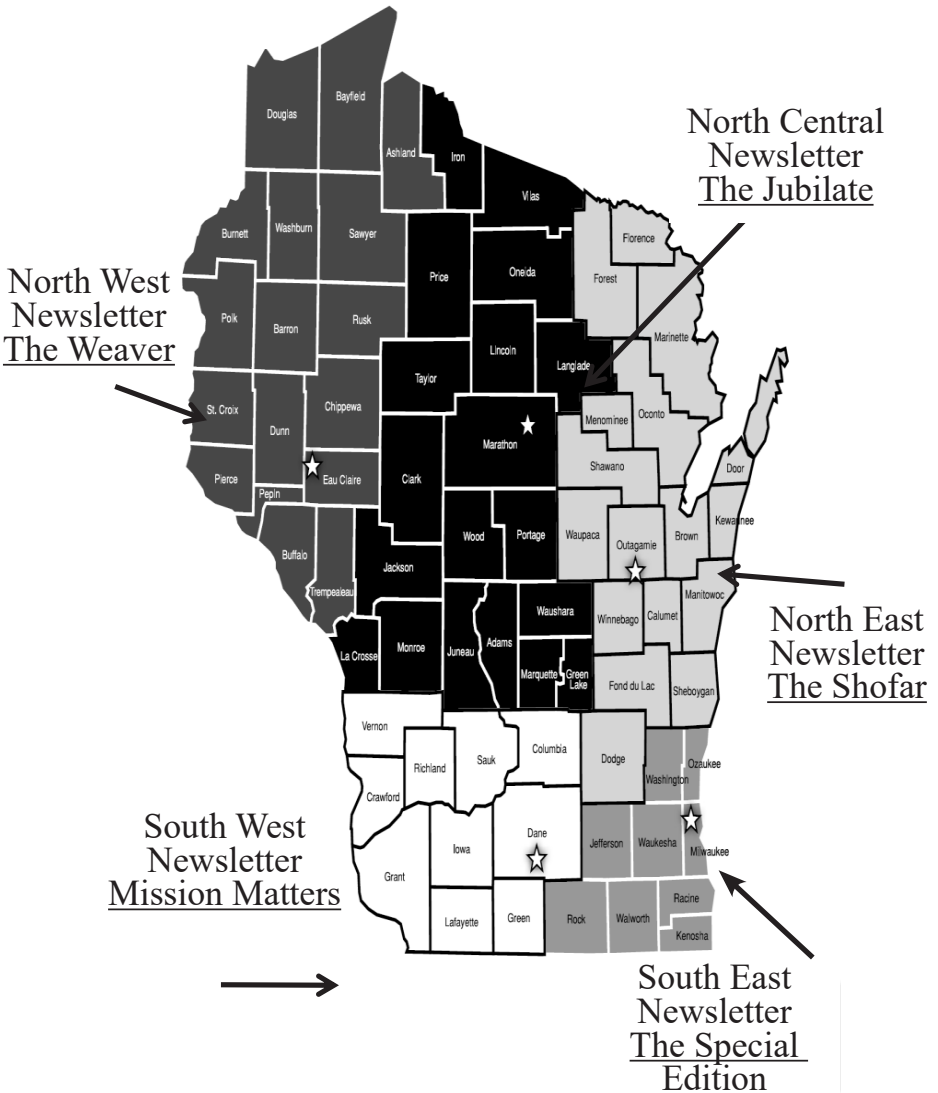 North Central
Newsletter
The Jubilate
North West
Newsletter
The Weaver
North East
Newsletter
The Shofar
South West
Newsletter
Mission Matters
South East
Newsletter
The Special
Edition
Douglas
Bayfield
Ashland
Iron
Vilas
Burnett
Washburn
Sawyer
Price
Oneida
Forest
Florence
Marinette
Polk
Barron
Rusk
Lincoln
Langlade
Taylor
St. Croix
Dunn
Chippewa
Marathon
Menominee
Oconto
Shawano
Door
Pierce
Pepin
Eau Claire
Clark
Buffalo
Trempealeau
Jackson
Wood
Portage
Waupaca
Outagamie
Brown
Kewaunee
Manitowoc
La Crosse
Monroe
Juneau
Adams
Waushara
Marquette
Green
Lake
Winnebago
Calumet
Fond du Lac
Sheboygan
Vernon
Richland
Sauk
Columbia
Dodge
Washington
Ozaukee
Crawford
Grant
Iowa
Dane
Jefferson
Waukesha
Milwaukee
Lafayette
Green
Rock
Walworth
Racine
Kenosha